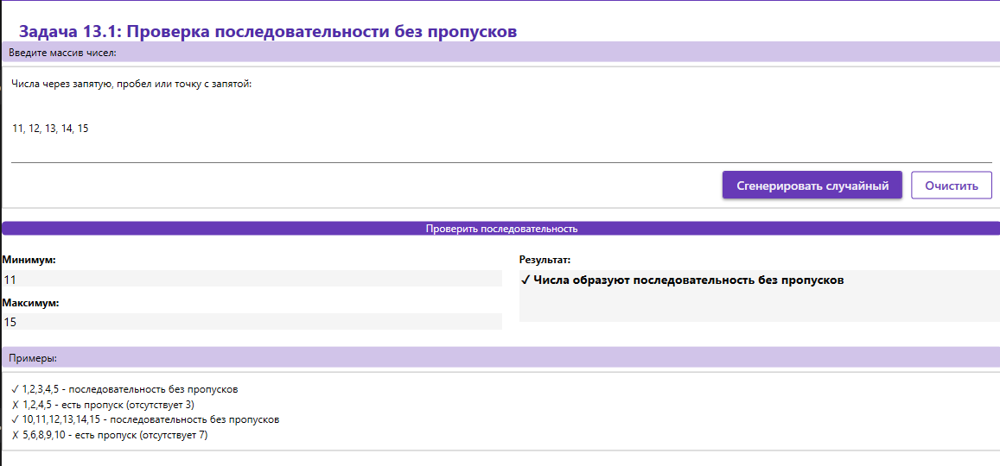 Задача 13.1: Проверка последовательности без пропусков
Введите массив чисел:
Числа через запятую, пробел или точку с запятой:
11, 12, 13, 14, 15
Сгенерировать случайный
Очистить
Проверить последовательность
Минимум:
11
Максимум:
15
Результат:
✓ Числа образуют последовательность без пропусков
Примеры:
✓ 1,2,3,4,5 - последовательность без пропусков
✗ 1,2,4,5 - есть пропуск (отсутствует 3)
✓ 10,11,12,13,14,15 - последовательность без пропусков
✗ 5,6,8,9,10 - есть пропуск (отсутствует 7)